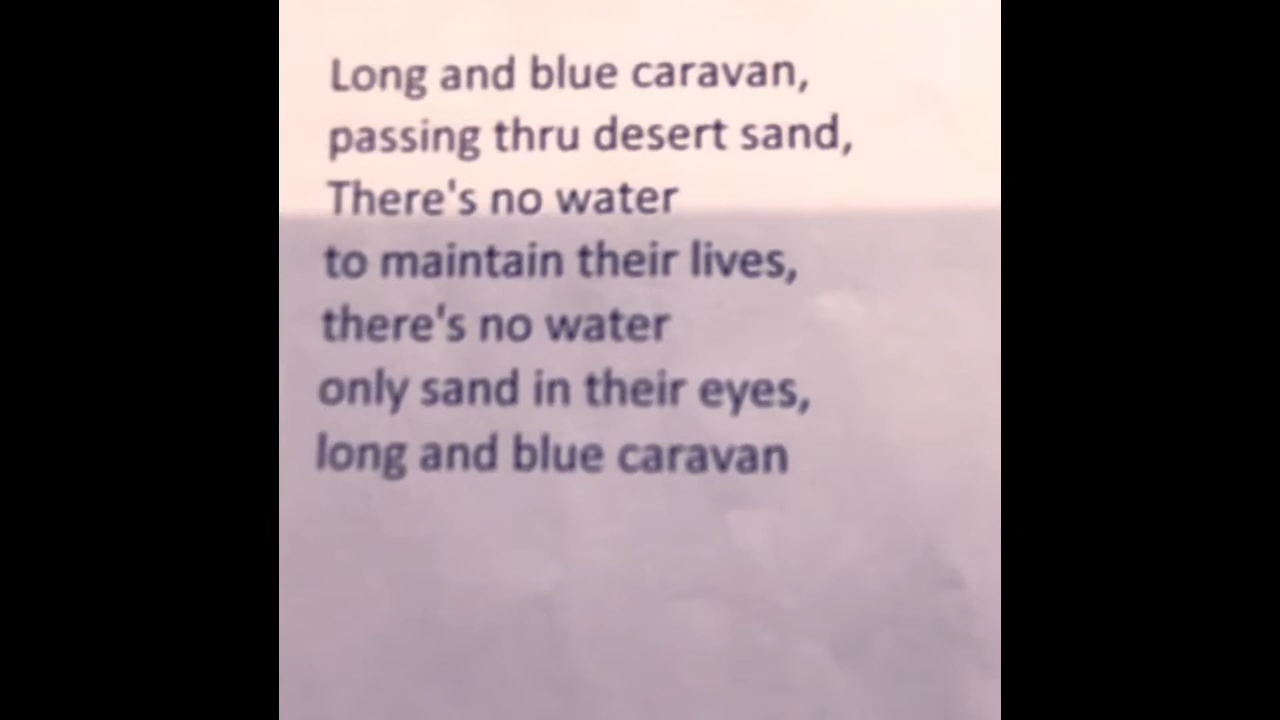 Long and blue caravan,
passing thru desert sand,
There's no water
to maintain their lives,
there's no water
only sand in their eyes,
long and blue caravan